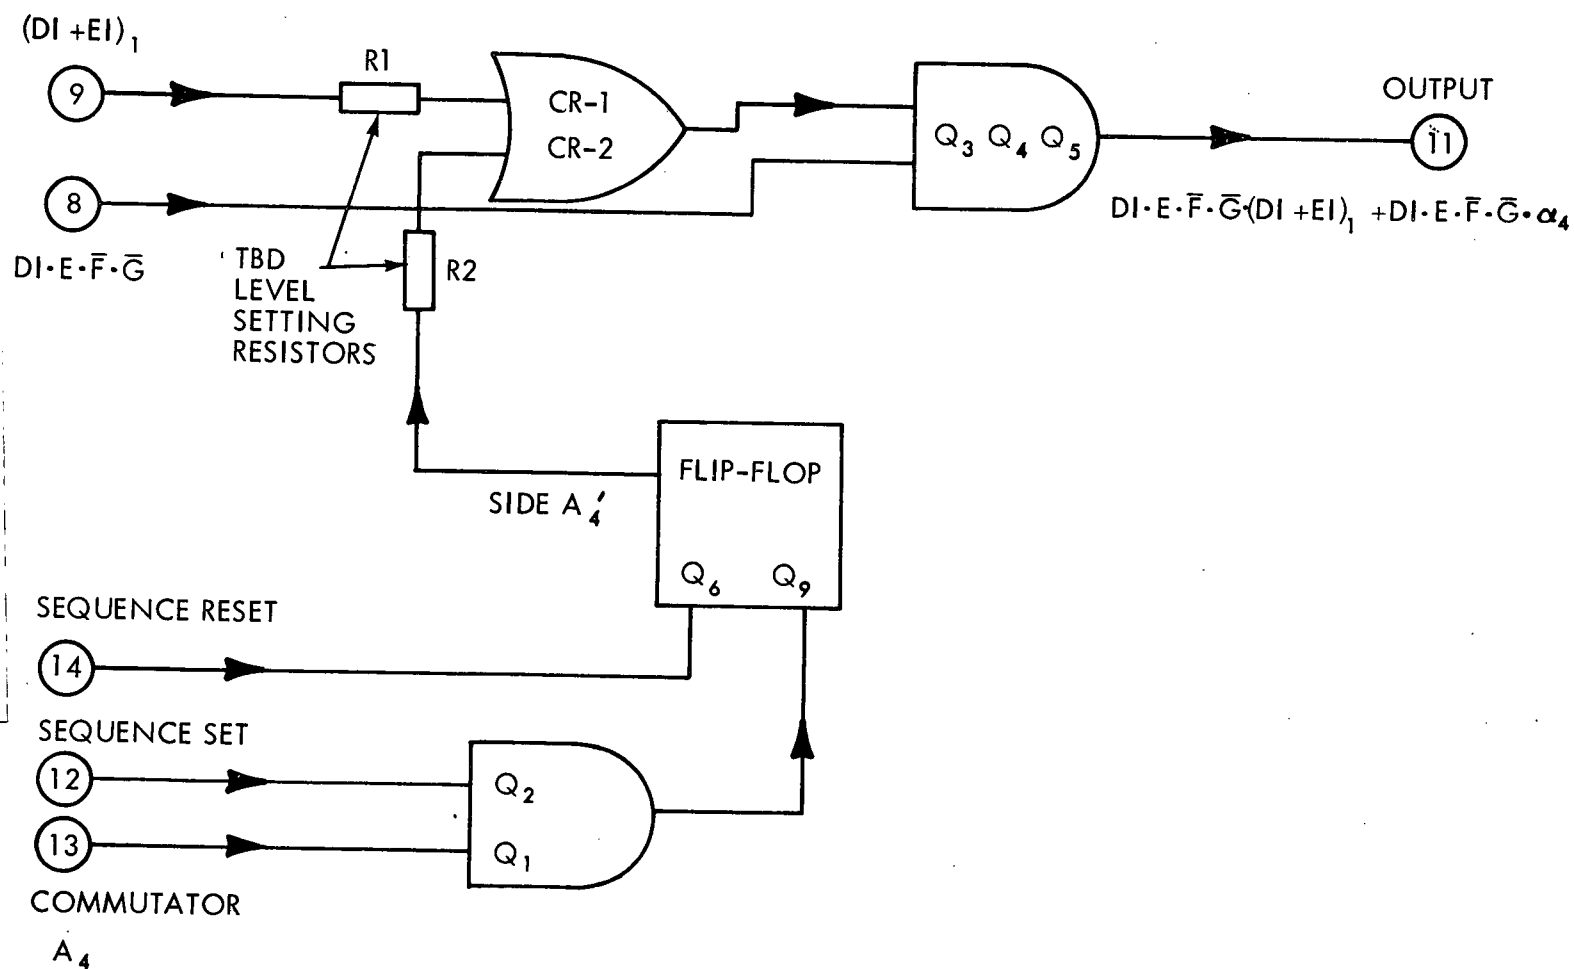 (DI +EI)₁
9
R1
CR-1
CR-2
Q₃ Q₄ Q₅
OUTPUT
11
8
DI·E·F̅·G̅
TBD
LEVEL
SETTING
RESISTORS
R2
DI·E·F̅·G̅·(DI +EI)₁ +DI·E·F̅·G̅·α₄
FLIP-FLOP
SIDE A₄′
Q₆ Q₉
SEQUENCE RESET
14
SEQUENCE SET
12
Q₂
13
Q₁
COMMUTATOR
A₄